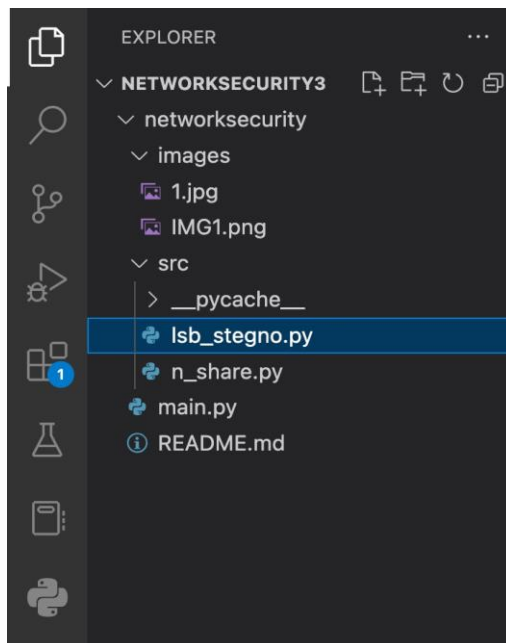 EXPLORER
...
NETWORKSECURITY3
networksecurity
images
1.jpg
IMG1.png
src
__pycache__
lsb_stegno.py
n_share.py
1
main.py
README.md